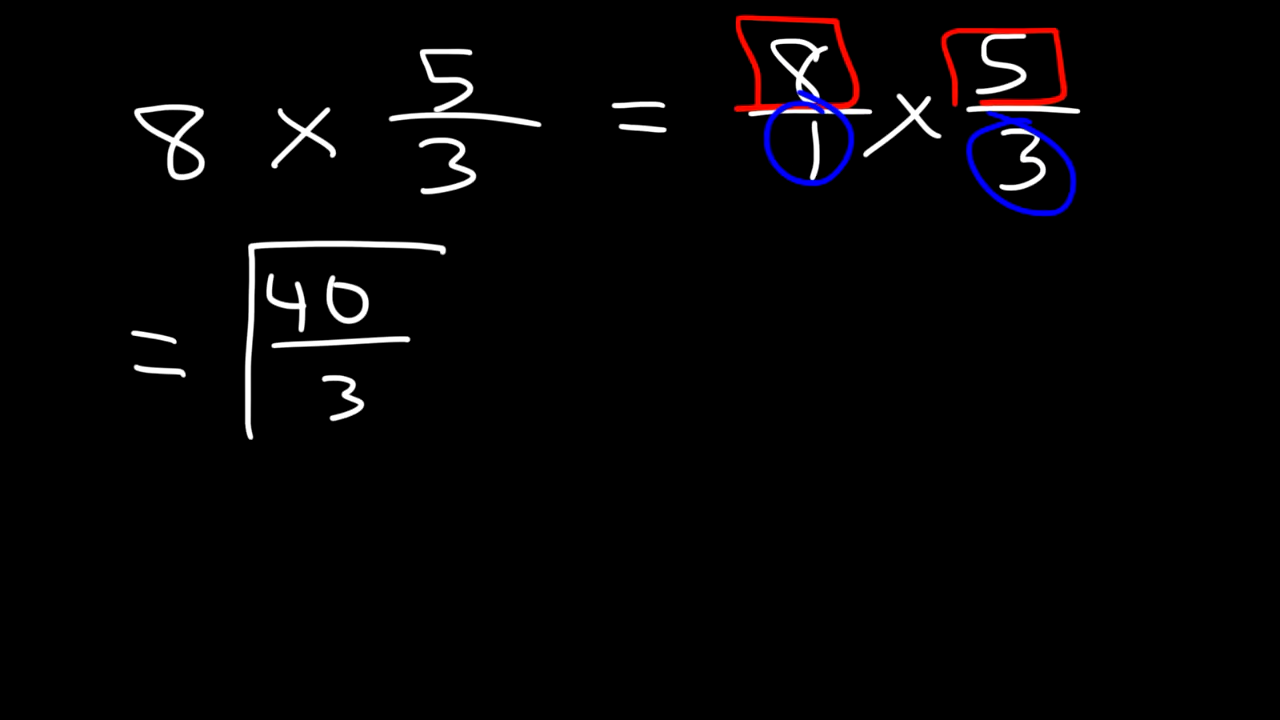 8 × 5/3 = 8/1 × 5/3
= 40/3